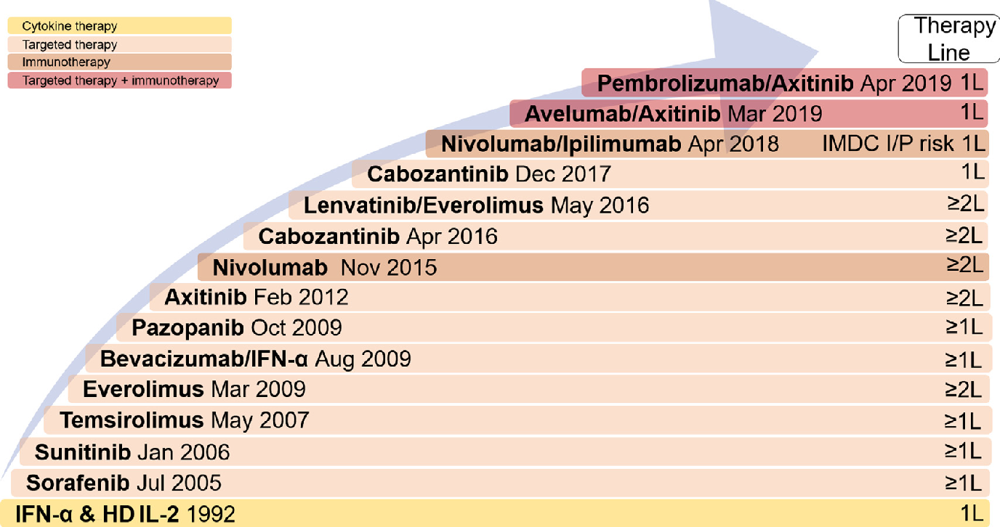 Cytokine therapy
Targeted therapy
Immunotherapy
Targeted therapy + immunotherapy
Therapy
Line
Pembrolizumab/Axitinib Apr 2019 1L
Avelumab/Axitinib Mar 2019 1L
Nivolumab/Ipilimumab Apr 2018 IMDC I/P risk 1L
Cabozantinib Dec 2017 1L
Lenvatinib/Everolimus May 2016 ≥2L
Cabozantinib Apr 2016 ≥2L
Nivolumab Nov 2015 ≥2L
Axitinib Feb 2012 ≥2L
Pazopanib Oct 2009 ≥1L
Bevacizumab/IFN-α Aug 2009 ≥1L
Everolimus Mar 2009 ≥2L
Temsirolimus May 2007 ≥1L
Sunitinib Jan 2006 ≥1L
Sorafenib Jul 2005 ≥1L
IFN-α & HD IL-2 1992 1L